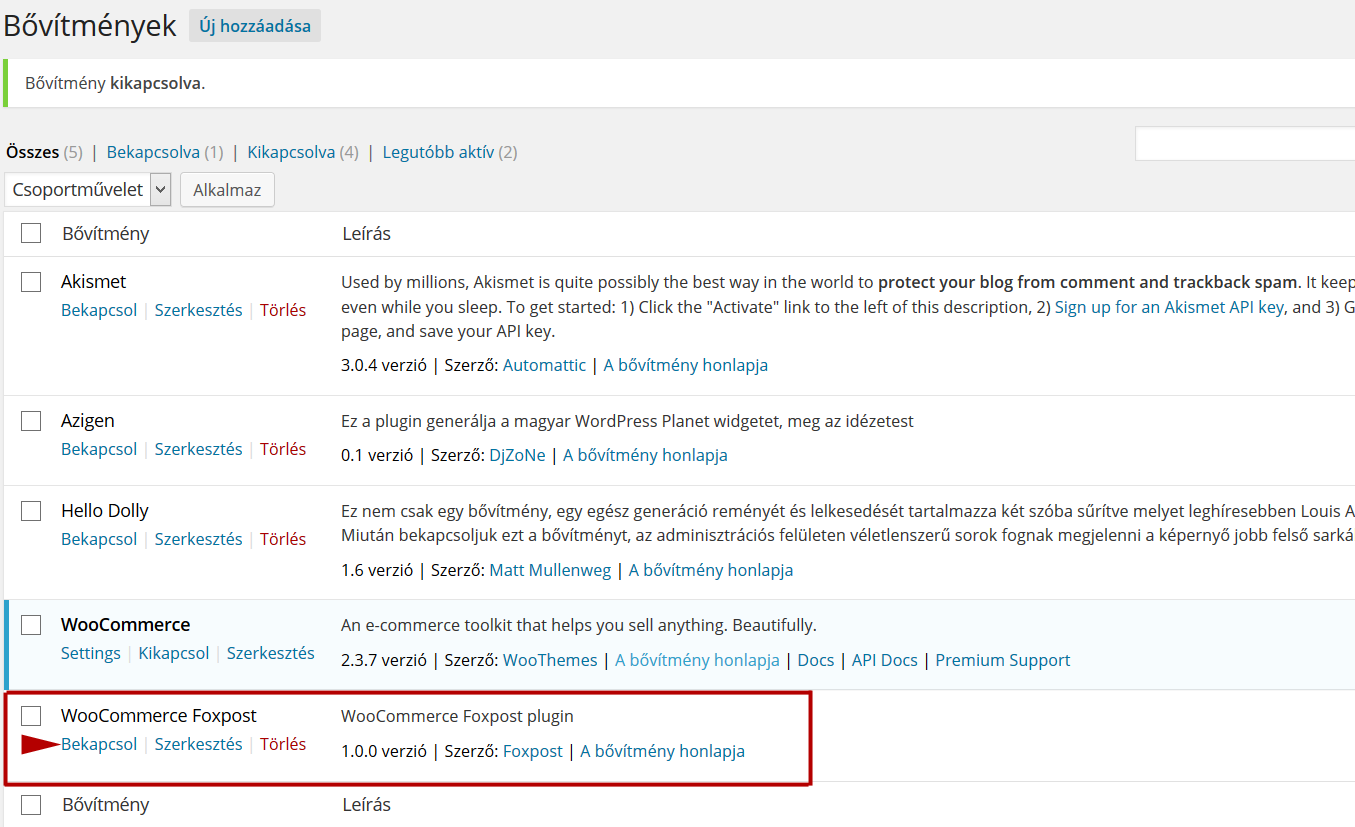 Bővítmények Új hozzáadása
Bővítmény kikapcsolva.
Összes (5) | Bekapcsolva (1) | Kikapcsolva (4) | Legutóbb aktív (2)
Csoportművelet Alkalmaz
Bővítmény Leírás
Akismet
Bekapcsol | Szerkesztés | Törlés
Used by millions, Akismet is quite possibly the best way in the world to protect your blog from comment and trackback spam. It keep
even while you sleep. To get started: 1) Click the "Activate" link to the left of this description, 2) Sign up for an Akismet API key, and 3) G
page, and save your API key.
3.0.4 verzió | Szerző: Automattic | A bővítmény honlapja
Azigen
Bekapcsol | Szerkesztés | Törlés
Ez a plugin generálja a magyar WordPress Planet widgetet, meg az idézetest
0.1 verzió | Szerző: DjZoNe | A bővítmény honlapja
Hello Dolly
Bekapcsol | Szerkesztés | Törlés
Ez nem csak egy bővítmény, egy egész generáció reményét és lelkesedését tartalmazza két szóba sűrítve melyet leghíresebben Louis A
Miután bekapcsoljuk ezt a bővítményt, az adminisztrációs felületen véletlenszerű sorok fognak megjelenni a képernyő jobb felső sarká
1.6 verzió | Szerző: Matt Mullenweg | A bővítmény honlapja
WooCommerce
Settings | Kikapcsol | Szerkesztés
An e-commerce toolkit that helps you sell anything. Beautifully.
2.3.7 verzió | Szerző: WooThemes | A bővítmény honlapja | Docs | API Docs | Premium Support
WooCommerce Foxpost
Bekapcsol | Szerkesztés | Törlés
WooCommerce Foxpost plugin
1.0.0 verzió | Szerző: Foxpost | A bővítmény honlapja
Bővítmény Leírás